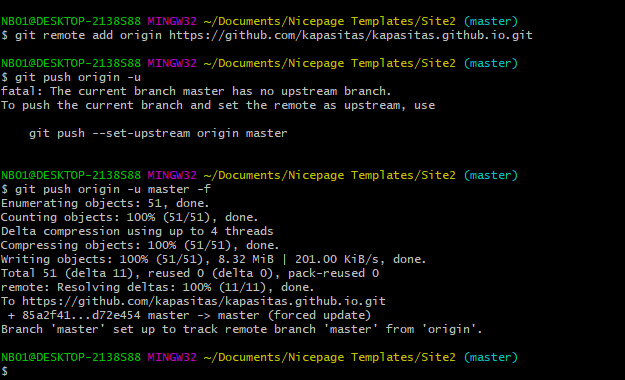 NB01@DESKTOP-2138S88 MINGW32 ~/Documents/Nicepage Templates/Site2 (master)
$ git remote add origin https://github.com/kapasitas/kapasitas.github.io.git
NB01@DESKTOP-2138S88 MINGW32 ~/Documents/Nicepage Templates/Site2 (master)
$ git push origin -u
fatal: The current branch master has no upstream branch.
To push the current branch and set the remote as upstream, use
    git push --set-upstream origin master
NB01@DESKTOP-2138S88 MINGW32 ~/Documents/Nicepage Templates/Site2 (master)
$ git push origin -u master -f
Enumerating objects: 51, done.
Counting objects: 100% (51/51), done.
Delta compression using up to 4 threads
Compressing objects: 100% (51/51), done.
Writing objects: 100% (51/51), 8.32 MiB | 201.00 KiB/s, done.
Total 51 (delta 11), reused 0 (delta 0), pack-reused 0
remote: Resolving deltas: 100% (11/11), done.
To https://github.com/kapasitas/kapasitas.github.io.git
 + 85a2f41...d72e454 master -> master (forced update)
Branch 'master' set up to track remote branch 'master' from 'origin'.
NB01@DESKTOP-2138S88 MINGW32 ~/Documents/Nicepage Templates/Site2 (master)
$